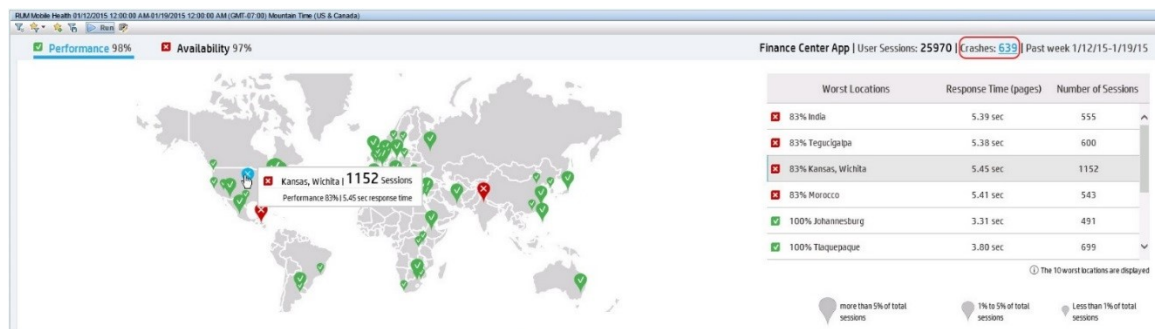 RUM Mobile Health 01/12/2015 12:00:00 AM-01/19/2015 12:00:00 AM (GMT-07:00) Mountain Time (US & Canada)
Run
Performance 98% Availability 97% Finance Center App | User Sessions: 25970 | Crashes: 639 | Past week 1/12/15-1/19/15
Worst Locations Response Time (pages) Number of Sessions
83% India 5.39 sec 555
83% Tegucigalpa 5.38 sec 600
83% Kansas, Wichita 5.45 sec 1152
83% Morocco 5.41 sec 543
100% Johannesburg 3.31 sec 491
100% Tlaquepaque 3.80 sec 699
The 10 worst locations are displayed
Kansas, Wichita | 1152 Sessions
Performance 83% | 5.45 sec response time
more than 5% of total
sessions
1% to 5% of total
sessions
Less than 1% of total
sessions